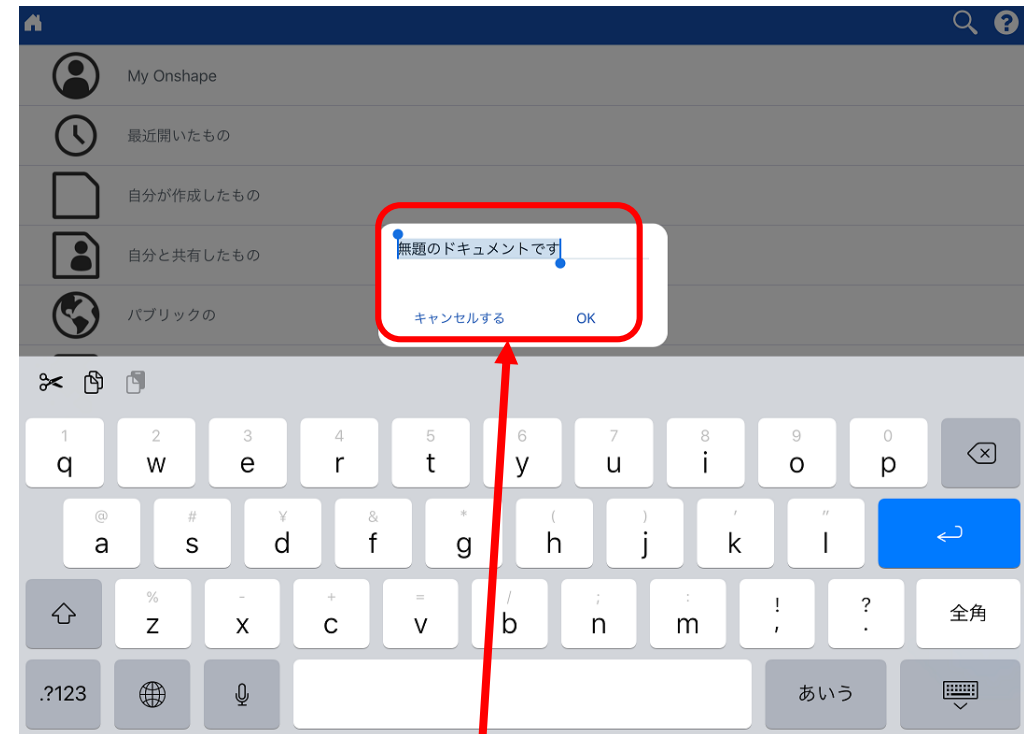 My Onshape
最近開いたもの
自分が作成したもの
自分と共有したもの
パブリックの
無題のドキュメントです
キャンセルする OK
1 2 3 4 5 6 7 8 9 0
q w e r t y u i o p
@ # ¥ & * ( ) ′ ″
a s d f g h j k l
% - + = / ; : ! ?
z x c v b n m , . 全角
.?123 あいう